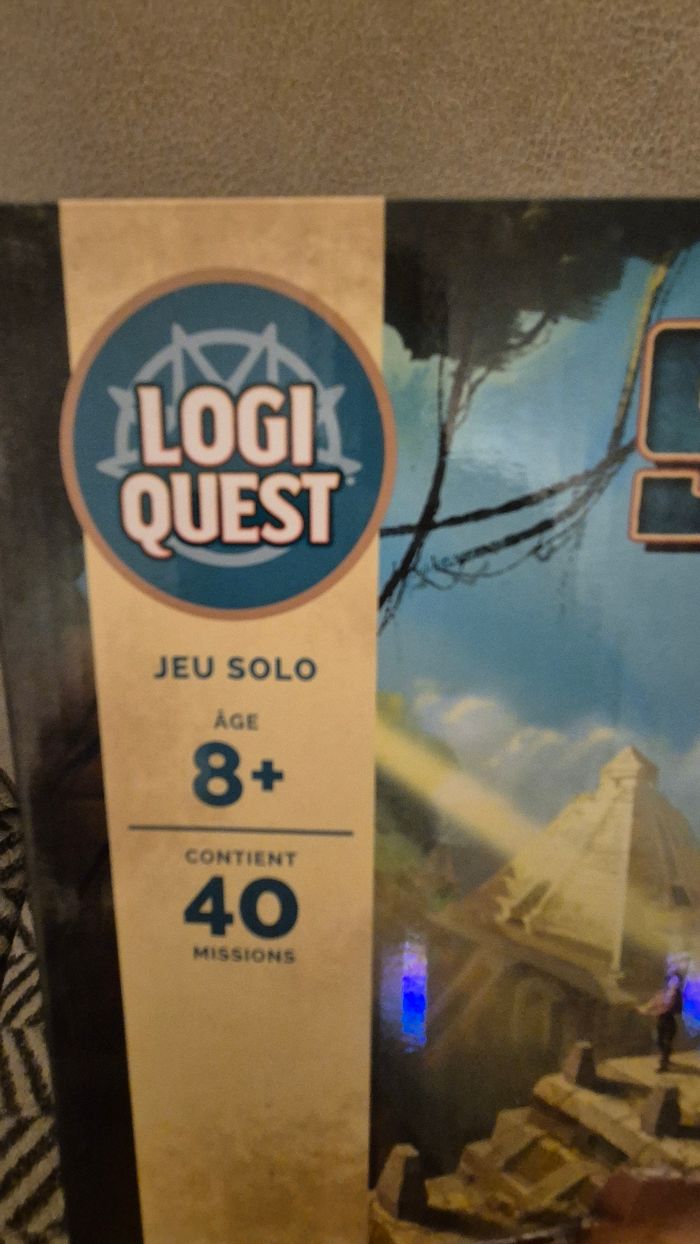 LOGI
QUEST
JEU SOLO
ÂGE
8+
CONTIENT
40
MISSIONS